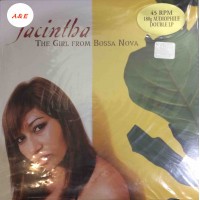 A&E
Jacintha
THE GIRL FROM BOSSA NOVA
45 RPM
180g AUDIOPHILE
DOUBLE LP